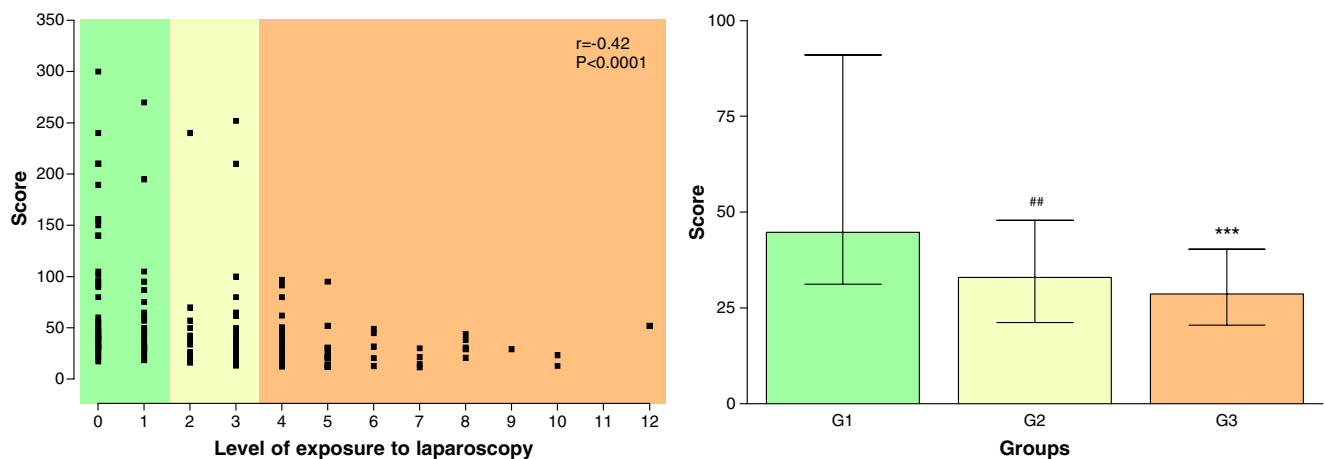 350
300
250
200
150
100
50
0
Score
r=-0.42
P<0.0001
0 1 2 3 4 5 6 7 8 9 10 11 12
Level of exposure to laparoscopy
100
75
50
25
0
Score
##
***
G1 G2 G3
Groups